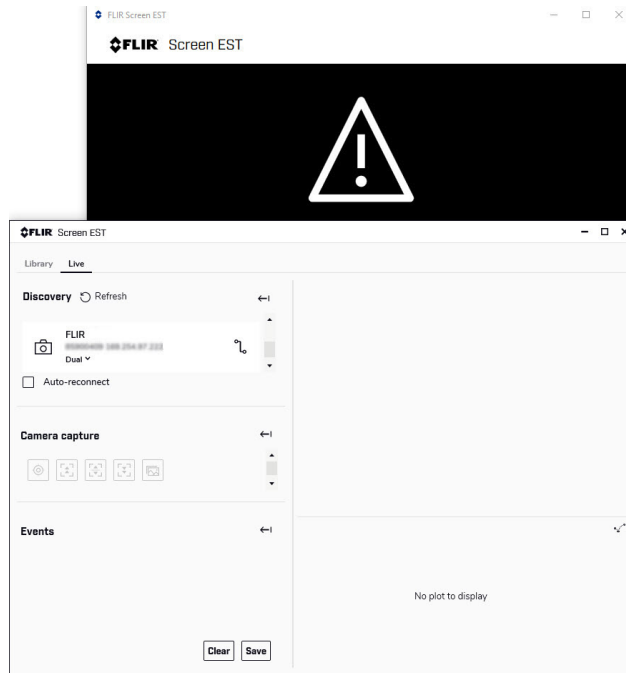 FLIR Screen EST
FLIR Screen EST
FLIR Screen EST
Library Live
Discovery Refresh
FLIR
Dual
Auto-reconnect
Camera capture
Events
No plot to display
Clear Save